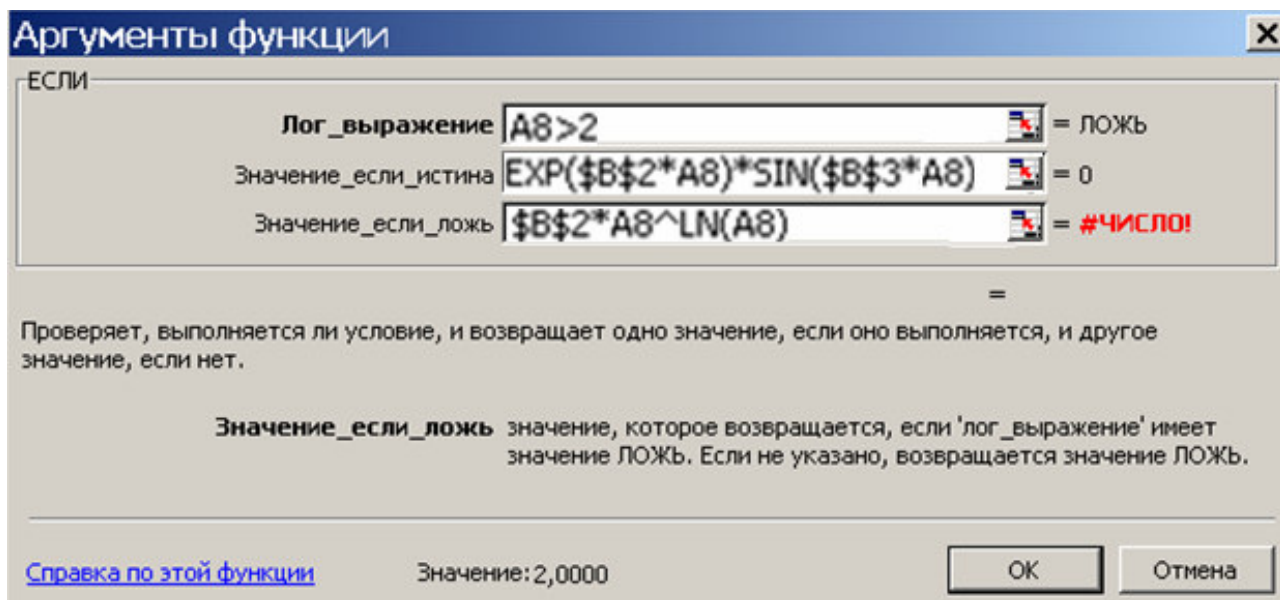 Аргументы функции
ЕСЛИ
Лог_выражение A8>2 = ЛОЖЬ
Значение_если_истина EXP($B$2*A8)*SIN($B$3*A8) = 0
Значение_если_ложь $B$2*A8^LN(A8) = #ЧИСЛО!
=
Проверяет, выполняется ли условие, и возвращает одно значение, если оно выполняется, и другое
значение, если нет.
Значение_если_ложь значение, которое возвращается, если 'лог_выражение' имеет
значение ЛОЖЬ. Если не указано, возвращается значение ЛОЖЬ.
Справка по этой функции Значение:2,0000 ОК Отмена